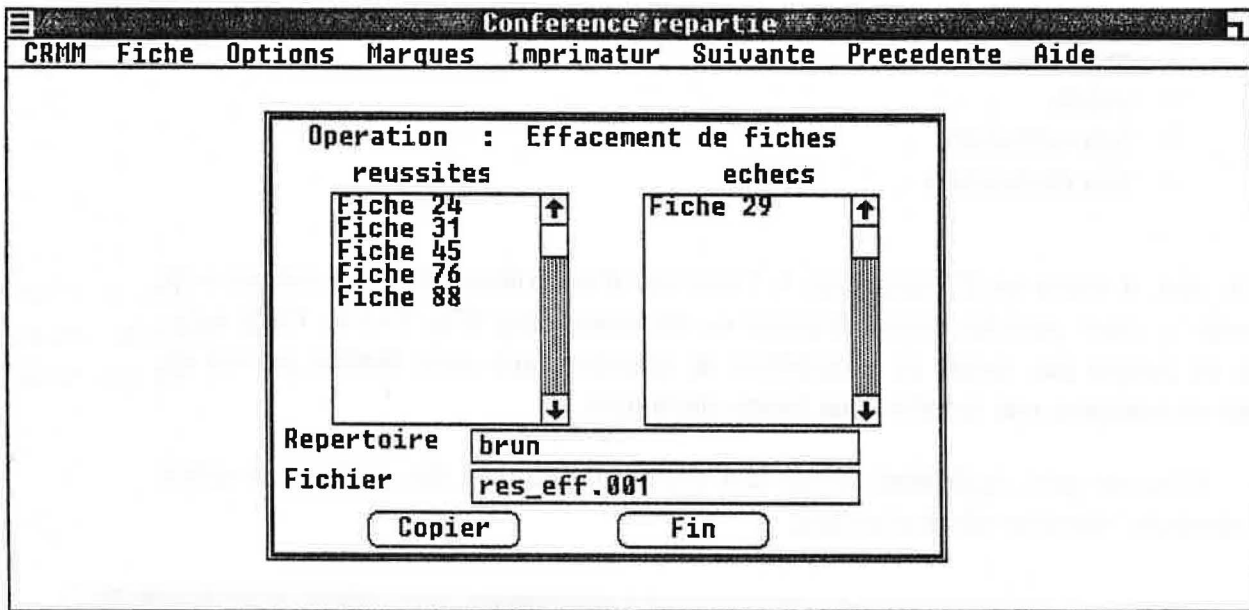 Conference repartie
CRMM Fiche Options Marques Imprimatur Suivante Precedente Aide
Operation : Effacement de fiches
reussites echecs
Fiche 24 Fiche 29
Fiche 31
Fiche 45
Fiche 76
Fiche 88
Repertoire brun
Fichier res_eff.001
Copier Fin